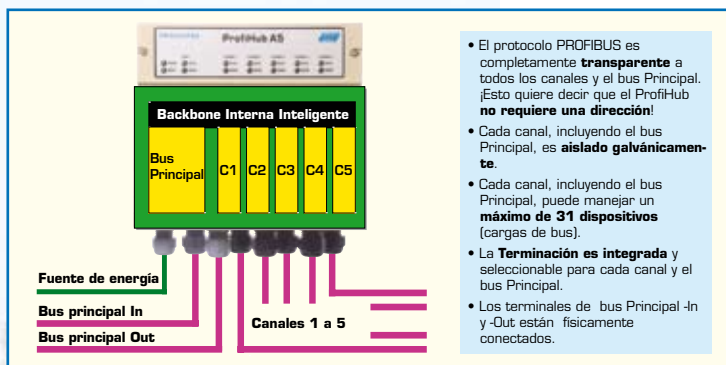 ProfiHub A5
Backbone Interna Inteligente
Bus
Principal
C1 C2 C3 C4 C5
Fuente de energía
Bus principal In
Bus principal Out
Canales 1 a 5
• El protocolo PROFIBUS es
completamente transparente a
todos los canales y el bus Principal.
¡Esto quiere decir que el ProfiHub
no requiere una dirección!
• Cada canal, incluyendo el bus
Principal, es aislado galvánicamen-
te.
• Cada canal, incluyendo el bus
Principal, puede manejar un
máximo de 31 dispositivos
(cargas de bus).
• La Terminación es integrada y
seleccionable para cada canal y el
bus Principal.
• Los terminales de bus Principal -In
y -Out están físicamente
conectados.